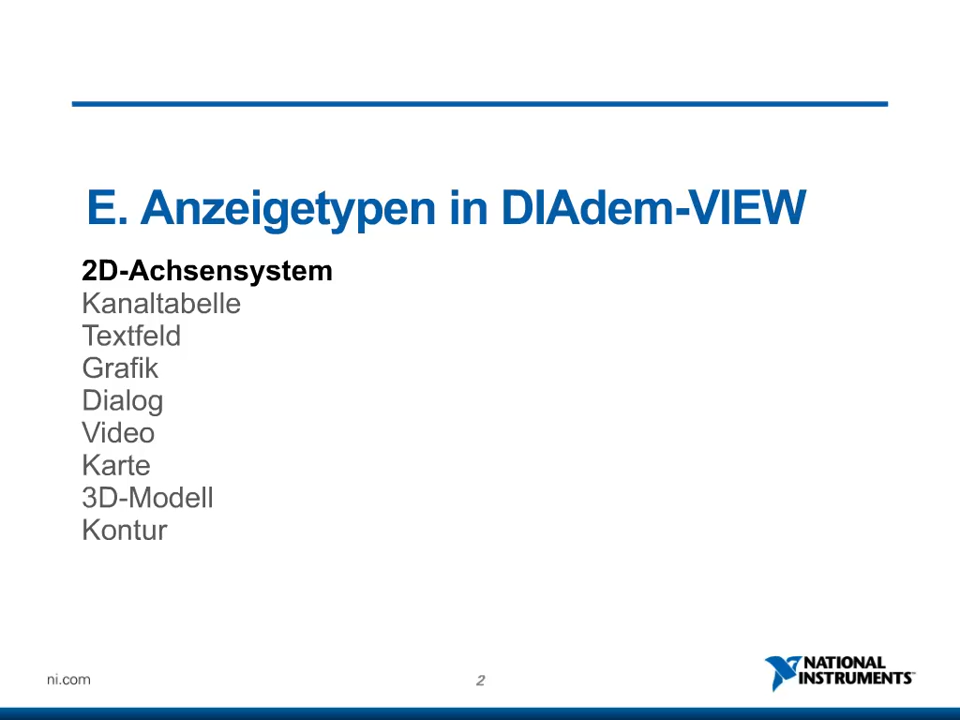 E. Anzeigetypen in DIAdem-VIEW
2D-Achsensystem
Kanaltabelle
Textfeld
Grafik
Dialog
Video
Karte
3D-Modell
Kontur
ni.com
2
NATIONAL
INSTRUMENTS™